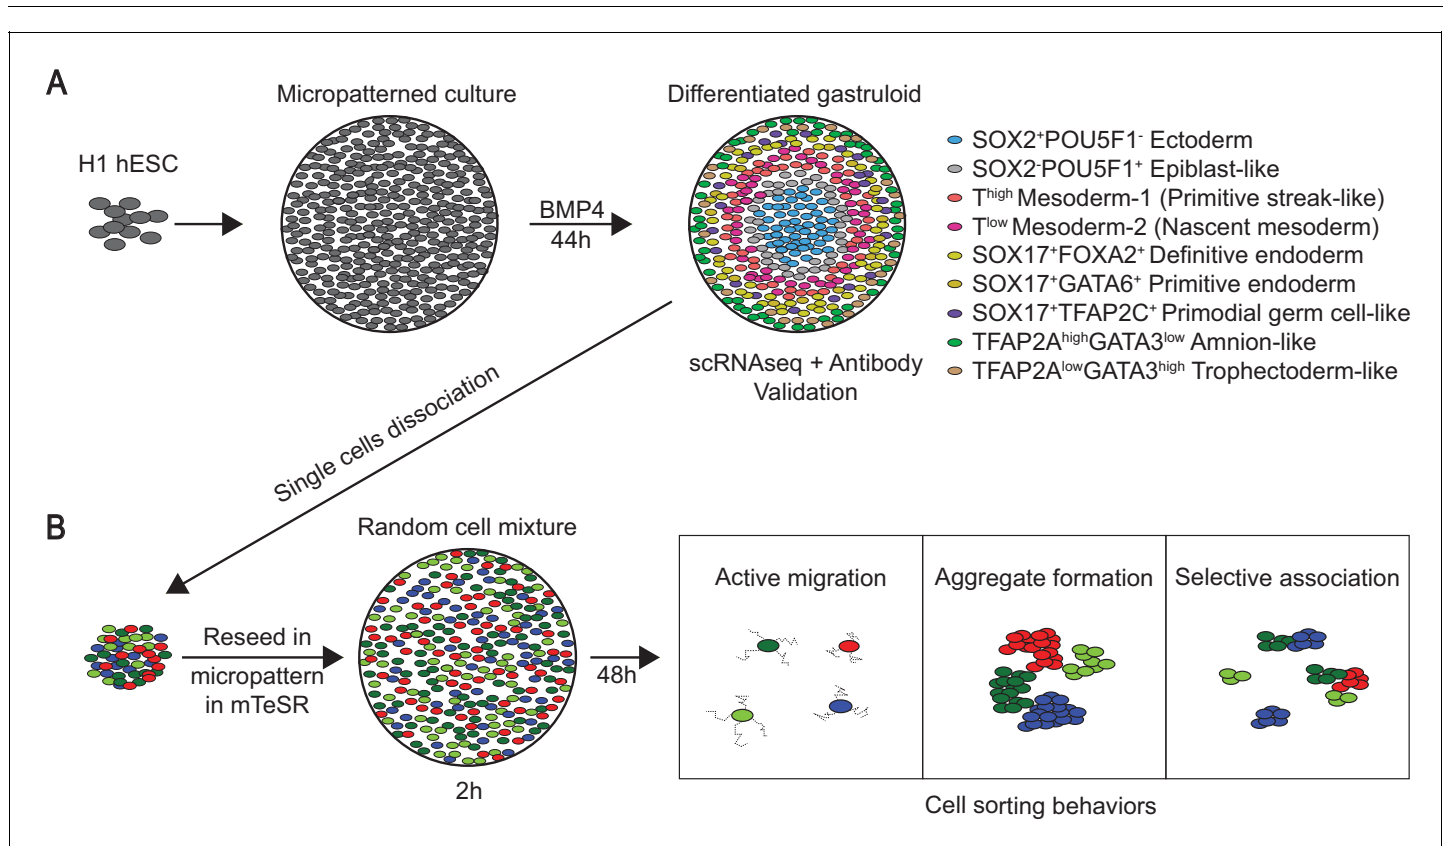 A
Micropatterned culture
Differentiated gastruloid
H1 hESC
BMP4
44h
SOX2⁺POU5F1⁻ Ectoderm
SOX2⁻POU5F1⁺ Epiblast-like
Tʰⁱᵍʰ Mesoderm-1 (Primitive streak-like)
Tˡᵒʷ Mesoderm-2 (Nascent mesoderm)
SOX17⁺FOXA2⁺ Definitive endoderm
SOX17⁺GATA6⁺ Primitive endoderm
SOX17⁺TFAP2C⁺ Primodial germ cell-like
TFAP2AʰⁱᵍʰGATA3ˡᵒʷ Amnion-like
TFAP2AˡᵒʷGATA3ʰⁱᵍʰ Trophectoderm-like
scRNAseq + Antibody
Validation
Single cells dissociation
B
Random cell mixture
Reseed in
micropattern
in mTeSR
2h
48h
Active migration
Aggregate formation
Selective association
Cell sorting behaviors